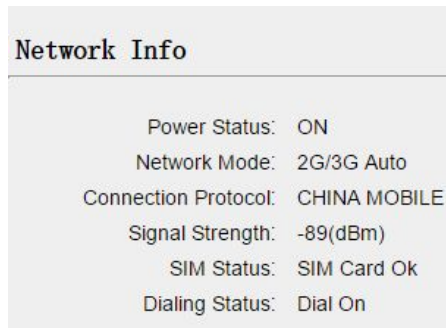 Network Info
Power Status: ON
Network Mode: 2G/3G Auto
Connection Protocol: CHINA MOBILE
Signal Strength: -89(dBm)
SIM Status: SIM Card Ok
Dialing Status: Dial On